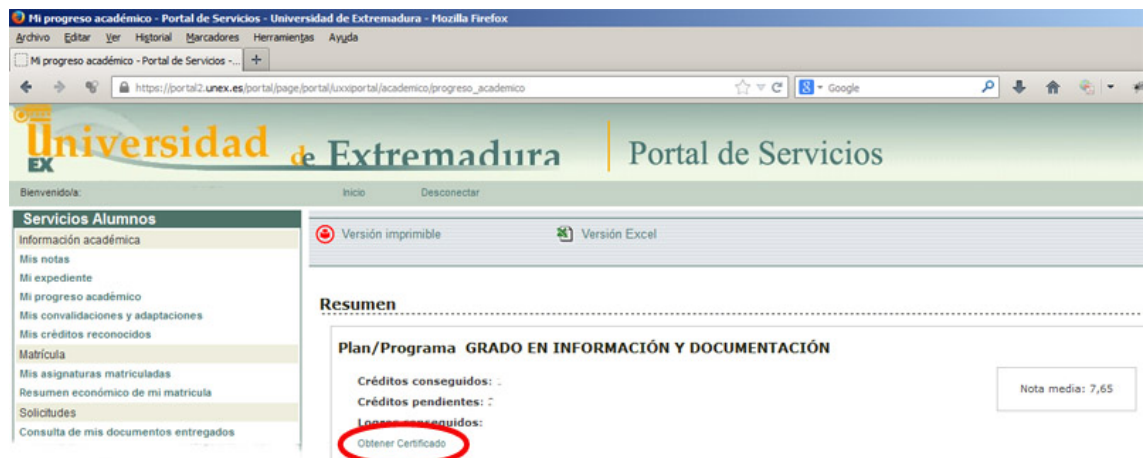 Mi progreso académico - Portal de Servicios - Universidad de Extremadura - Mozilla Firefox
Archivo Editar Ver Historial Marcadores Herramientas Ayuda
Mi progreso académico - Portal de Servicios -... +
https://portal2.unex.es/portal/page/portal/uxxiportal/academico/progreso_academico
Google
Universidad de Extremadura
EX
Portal de Servicios
Bienvenido/a:
Inicio Desconectar
Servicios Alumnos
Información académica
Mis notas
Mi expediente
Mi progreso académico
Mis convalidaciones y adaptaciones
Mis créditos reconocidos
Matrícula
Mis asignaturas matriculadas
Resumen económico de mi matricula
Solicitudes
Consulta de mis documentos entregados
Versión imprimible Versión Excel
Resumen
Plan/Programa GRADO EN INFORMACIÓN Y DOCUMENTACIÓN
Créditos conseguidos:
Créditos pendientes:
Logros conseguidos:
Obtener Certificado
Nota media: 7,65